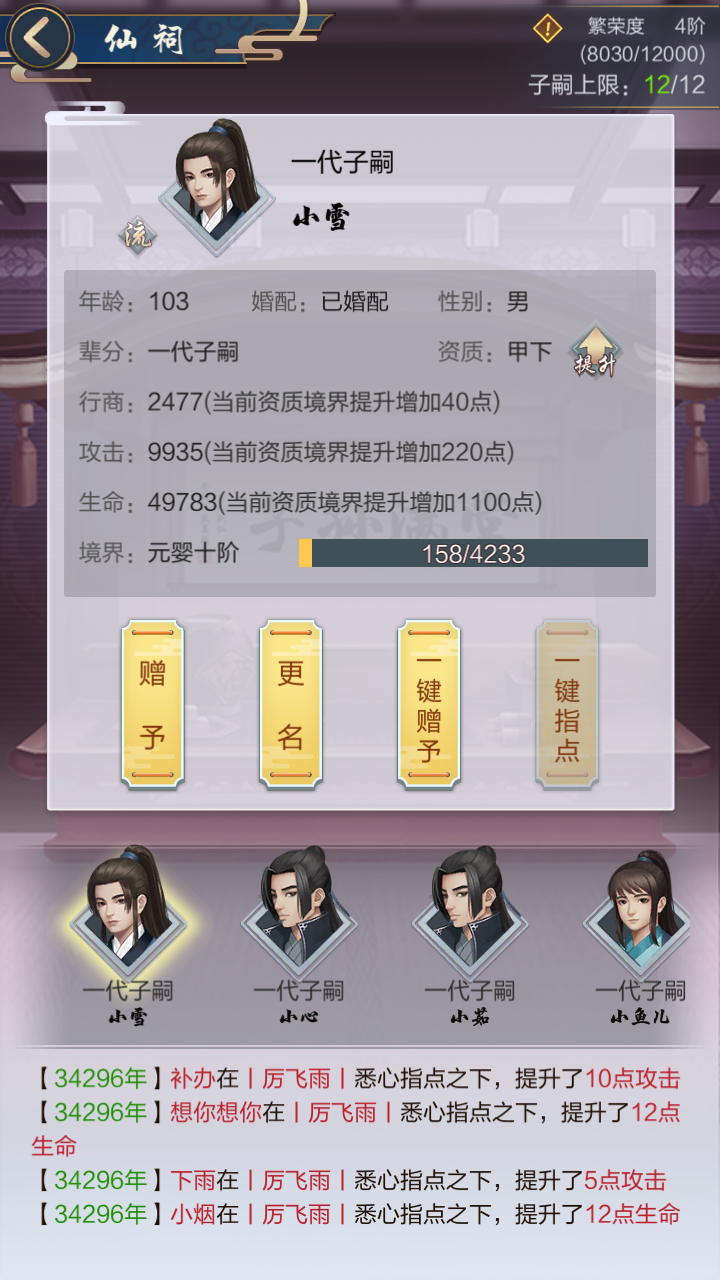 仙祠
繁荣度 4阶
(8030/12000)
子嗣上限：12/12
一代子嗣
小雪
流
年龄：103 婚配：已婚配 性别：男
辈分：一代子嗣 资质：甲下 提升
行商：2477(当前资质境界提升增加40点)
攻击：9935(当前资质境界提升增加220点)
生命：49783(当前资质境界提升增加1100点)
境界：元婴十阶 158/4233
赠予 更名 一键赠予 一键指点
一代子嗣 一代子嗣 一代子嗣 一代子嗣
小雪 小心 小茹 小鱼儿
【34296年】补办在丨厉飞雨丨悉心指点之下，提升了10点攻击
【34296年】想你想你在丨厉飞雨丨悉心指点之下，提升了12点
生命
【34296年】下雨在丨厉飞雨丨悉心指点之下，提升了5点攻击
【34296年】小烟在丨厉飞雨丨悉心指点之下，提升了12点生命